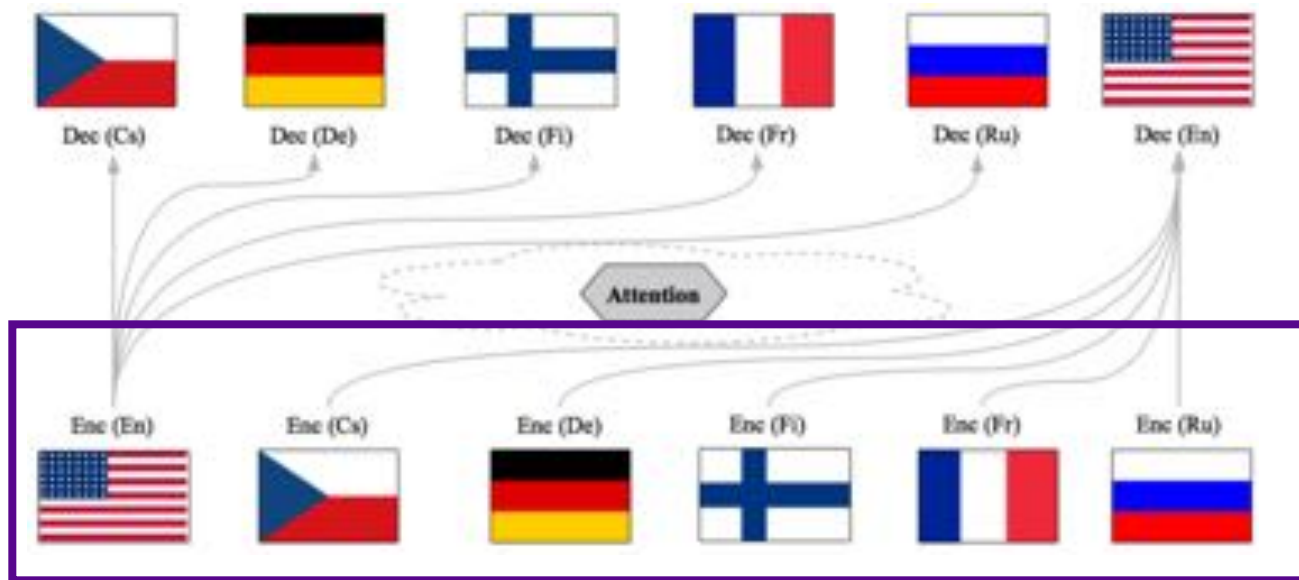 Dec (Cs) Dec (De) Dec (Fi) Dec (Fr) Dec (Ru) Dec (En)
Attention
Enc (En) Enc (Cs) Enc (De) Enc (Fi) Enc (Fr) Enc (Ru)